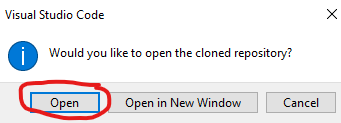 Visual Studio Code
Would you like to open the cloned repository?
Open Open in New Window Cancel